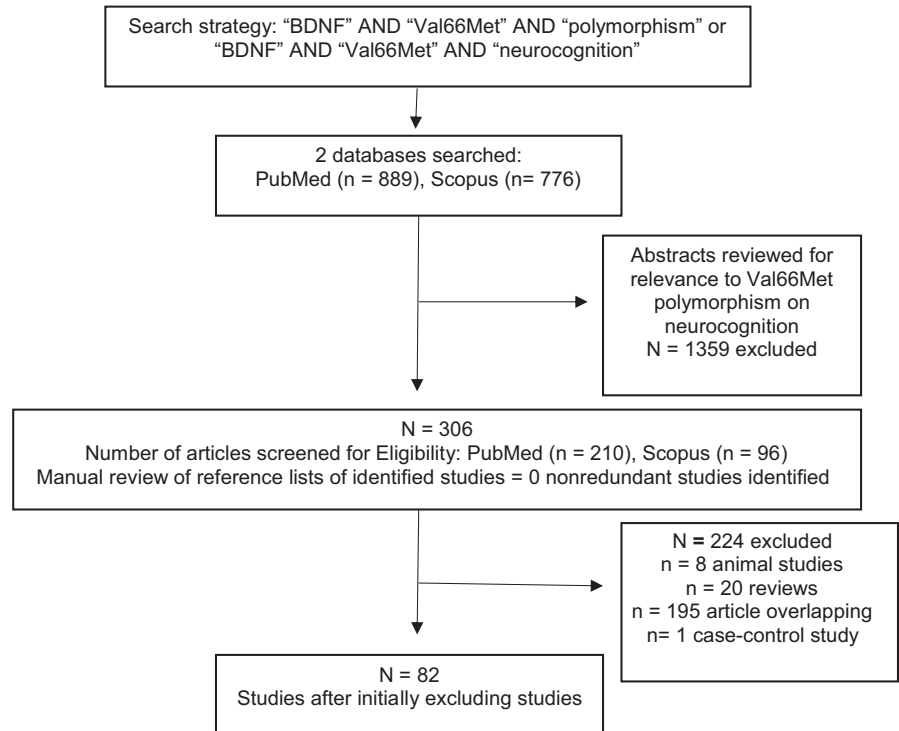 Search strategy: “BDNF” AND “Val66Met” AND “polymorphism” or
“BDNF” AND “Val66Met” AND “neurocognition”
2 databases searched:
PubMed (n = 889), Scopus (n= 776)
Abstracts reviewed for
relevance to Val66Met
polymorphism on
neurocognition
N = 1359 excluded
N = 306
Number of articles screened for Eligibility: PubMed (n = 210), Scopus (n = 96)
Manual review of reference lists of identified studies = 0 nonredundant studies identified
N = 224 excluded
n = 8 animal studies
n = 20 reviews
n = 195 article overlapping
n= 1 case-control study
N = 82
Studies after initially excluding studies